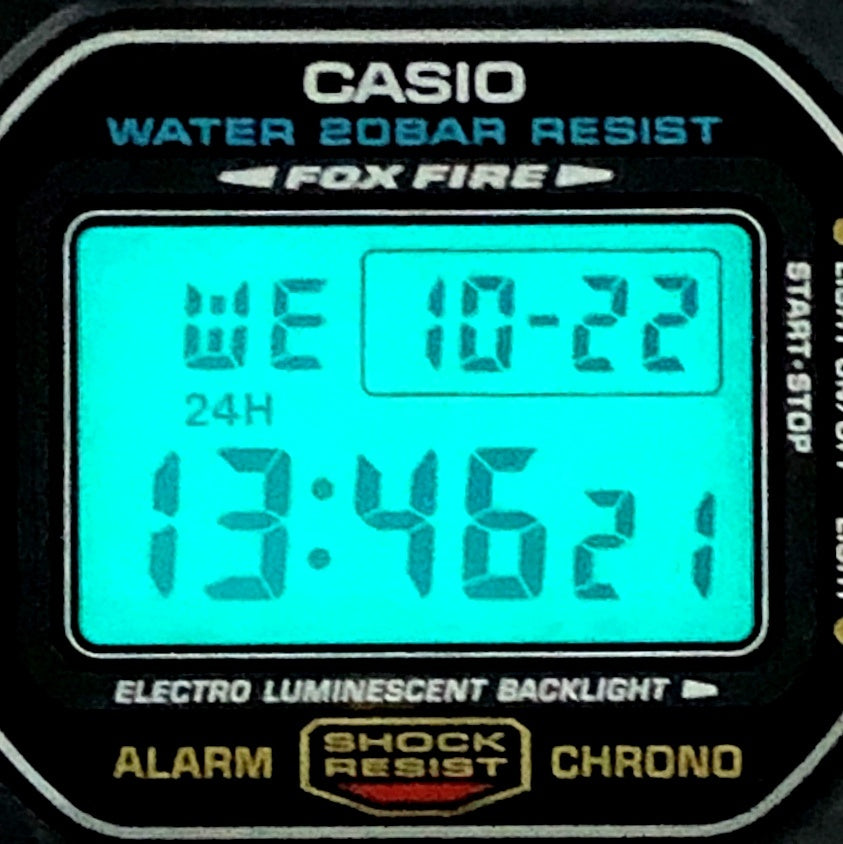 CASIO
WATER 20BAR RESIST
FOX FIRE
WE 10-22
24H
13:46 21
START·STOP
ELECTRO LUMINESCENT BACKLIGHT
ALARM
SHOCK
RESIST
CHRONO